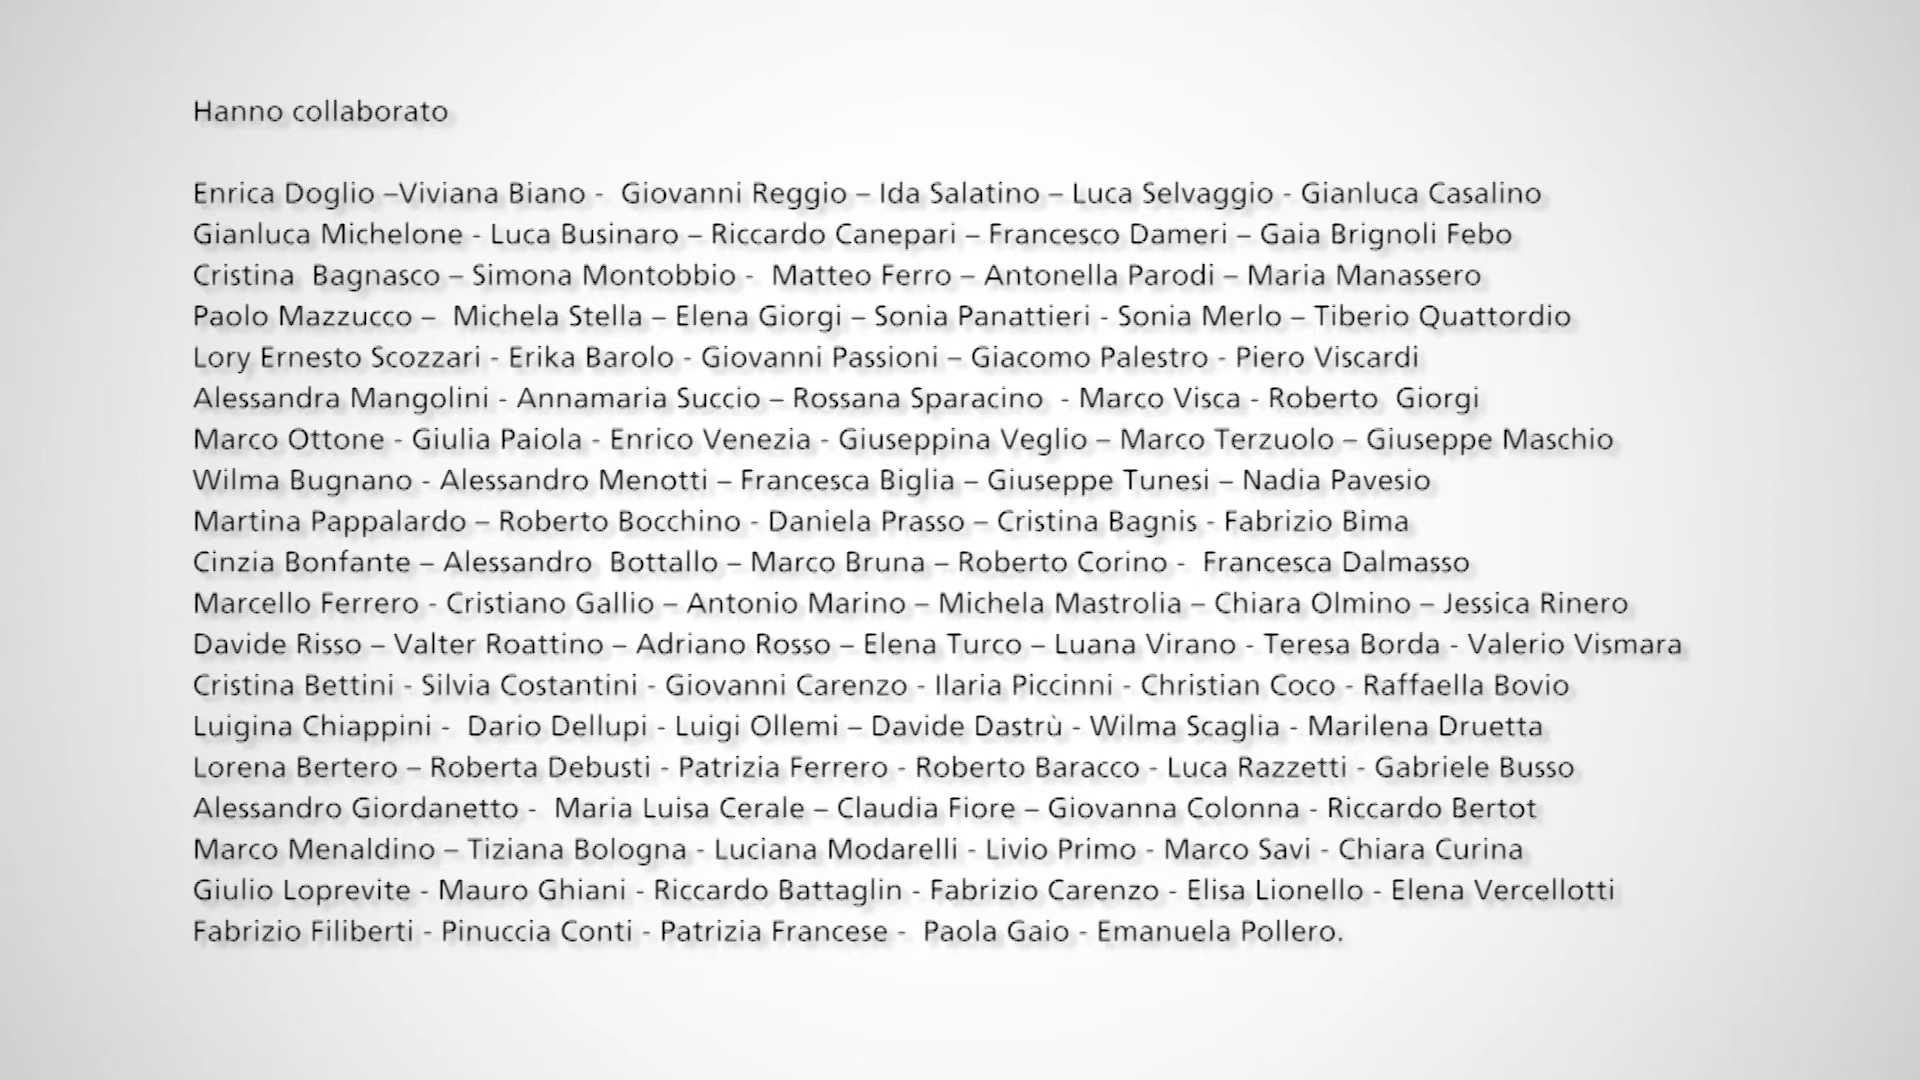 Hanno collaborato
Enrica Doglio –Viviana Biano -  Giovanni Reggio – Ida Salatino – Luca Selvaggio - Gianluca Casalino
Gianluca Michelone - Luca Businaro – Riccardo Canepari – Francesco Dameri – Gaia Brignoli Febo
Cristina  Bagnasco – Simona Montobbio -  Matteo Ferro – Antonella Parodi – Maria Manassero
Paolo Mazzucco –  Michela Stella – Elena Giorgi – Sonia Panattieri - Sonia Merlo – Tiberio Quattordio
Lory Ernesto Scozzari - Erika Barolo - Giovanni Passioni – Giacomo Palestro - Piero Viscardi
Alessandra Mangolini - Annamaria Succio – Rossana Sparacino  - Marco Visca - Roberto  Giorgi
Marco Ottone - Giulia Paiola - Enrico Venezia - Giuseppina Veglio – Marco Terzuolo – Giuseppe Maschio
Wilma Bugnano - Alessandro Menotti – Francesca Biglia – Giuseppe Tunesi – Nadia Pavesio
Martina Pappalardo – Roberto Bocchino - Daniela Prasso – Cristina Bagnis - Fabrizio Bima
Cinzia Bonfante – Alessandro  Bottallo – Marco Bruna – Roberto Corino -  Francesca Dalmasso
Marcello Ferrero - Cristiano Gallio – Antonio Marino – Michela Mastrolia – Chiara Olmino – Jessica Rinero
Davide Risso – Valter Roattino – Adriano Rosso – Elena Turco – Luana Virano - Teresa Borda - Valerio Vismara
Cristina Bettini - Silvia Costantini - Giovanni Carenzo - Ilaria Piccinni - Christian Coco - Raffaella Bovio
Luigina Chiappini -  Dario Dellupi - Luigi Ollemi – Davide Dastrù - Wilma Scaglia - Marilena Druetta
Lorena Bertero – Roberta Debusti - Patrizia Ferrero - Roberto Baracco - Luca Razzetti - Gabriele Busso
Alessandro Giordanetto -  Maria Luisa Cerale – Claudia Fiore – Giovanna Colonna - Riccardo Bertot
Marco Menaldino – Tiziana Bologna - Luciana Modarelli - Livio Primo - Marco Savi - Chiara Curina
Giulio Loprevite - Mauro Ghiani - Riccardo Battaglin - Fabrizio Carenzo - Elisa Lionello - Elena Vercellotti
Fabrizio Filiberti - Pinuccia Conti - Patrizia Francese -  Paola Gaio - Emanuela Pollero.